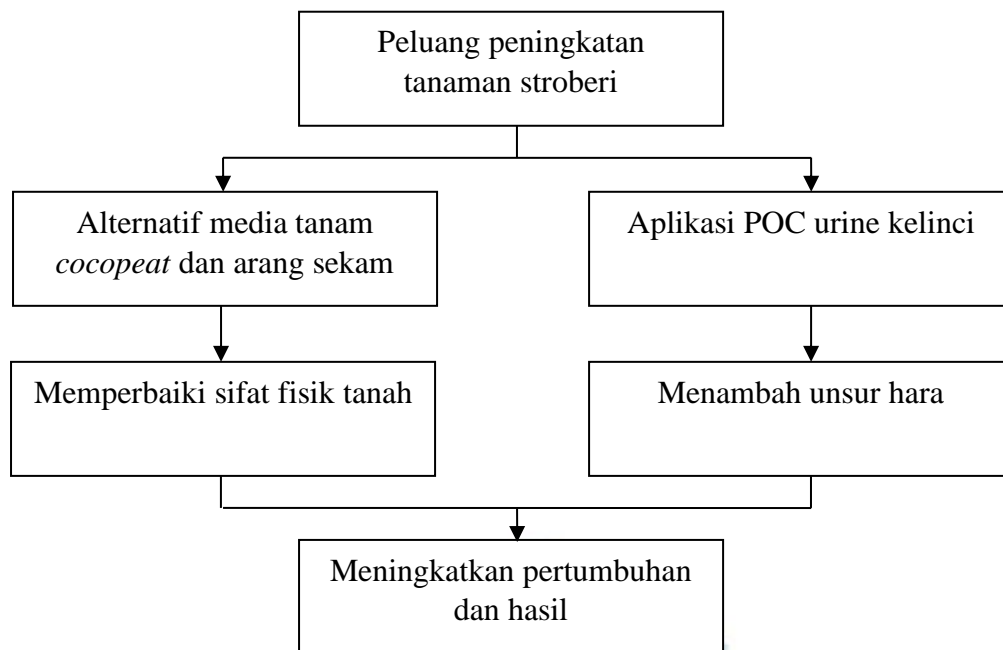 Peluang peningkatan
tanaman stroberi
Alternatif media tanam
cocopeat dan arang sekam
Aplikasi POC urine kelinci
Memperbaiki sifat fisik tanah
Menambah unsur hara
Meningkatkan pertumbuhan
dan hasil